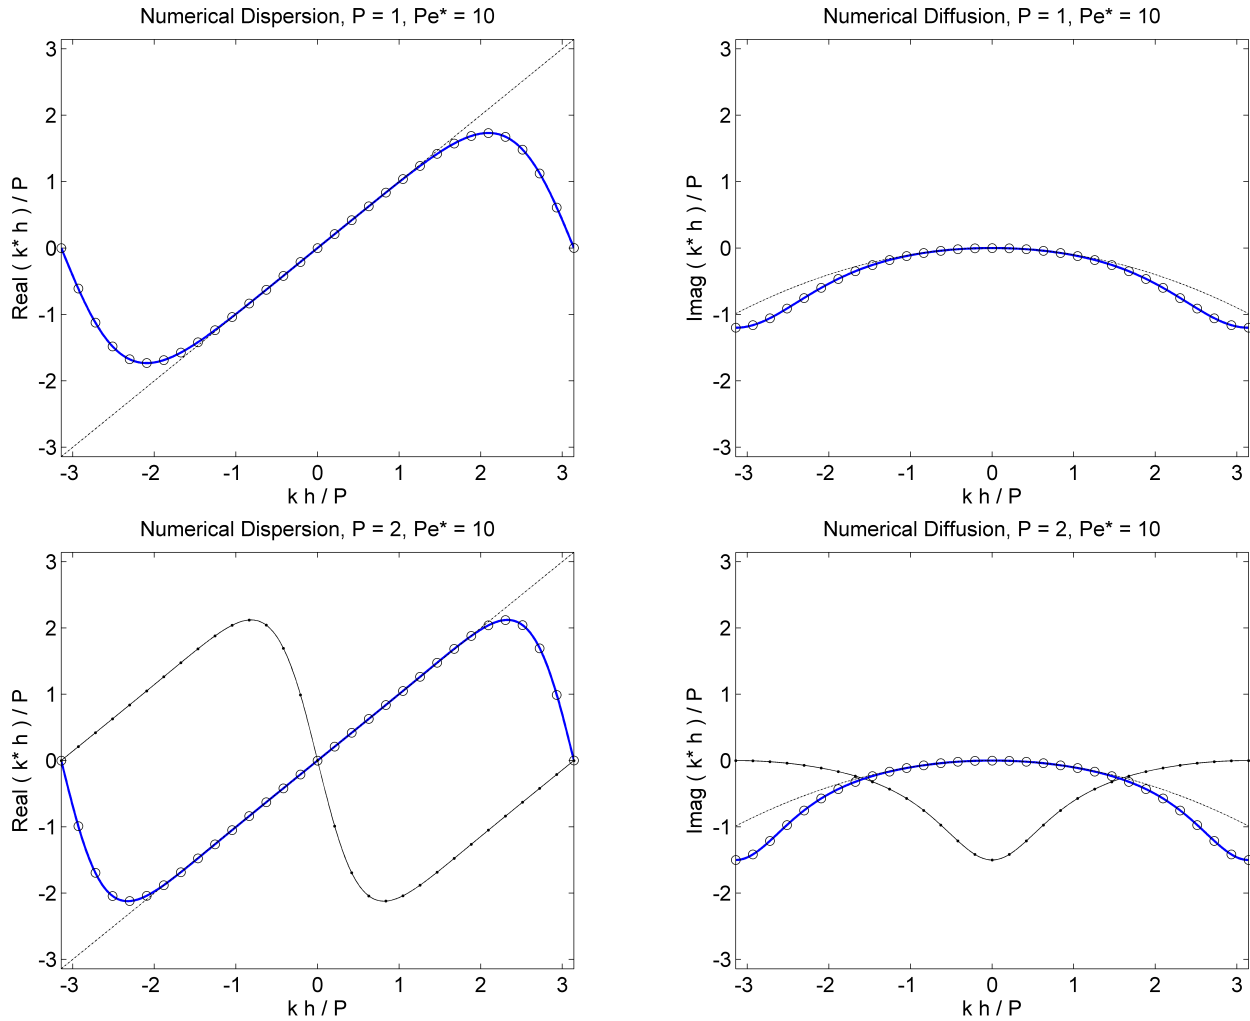 Numerical Dispersion, P = 1, Pe* = 10
Real ( k* h ) / P
3
2
1
0
-1
-2
-3
-3 -2 -1 0 1 2 3
k h / P
Numerical Diffusion, P = 1, Pe* = 10
Imag ( k* h ) / P
3
2
1
0
-1
-2
-3
-3 -2 -1 0 1 2 3
k h / P
Numerical Dispersion, P = 2, Pe* = 10
Real ( k* h ) / P
3
2
1
0
-1
-2
-3
-3 -2 -1 0 1 2 3
k h / P
Numerical Diffusion, P = 2, Pe* = 10
Imag ( k* h ) / P
3
2
1
0
-1
-2
-3
-3 -2 -1 0 1 2 3
k h / P